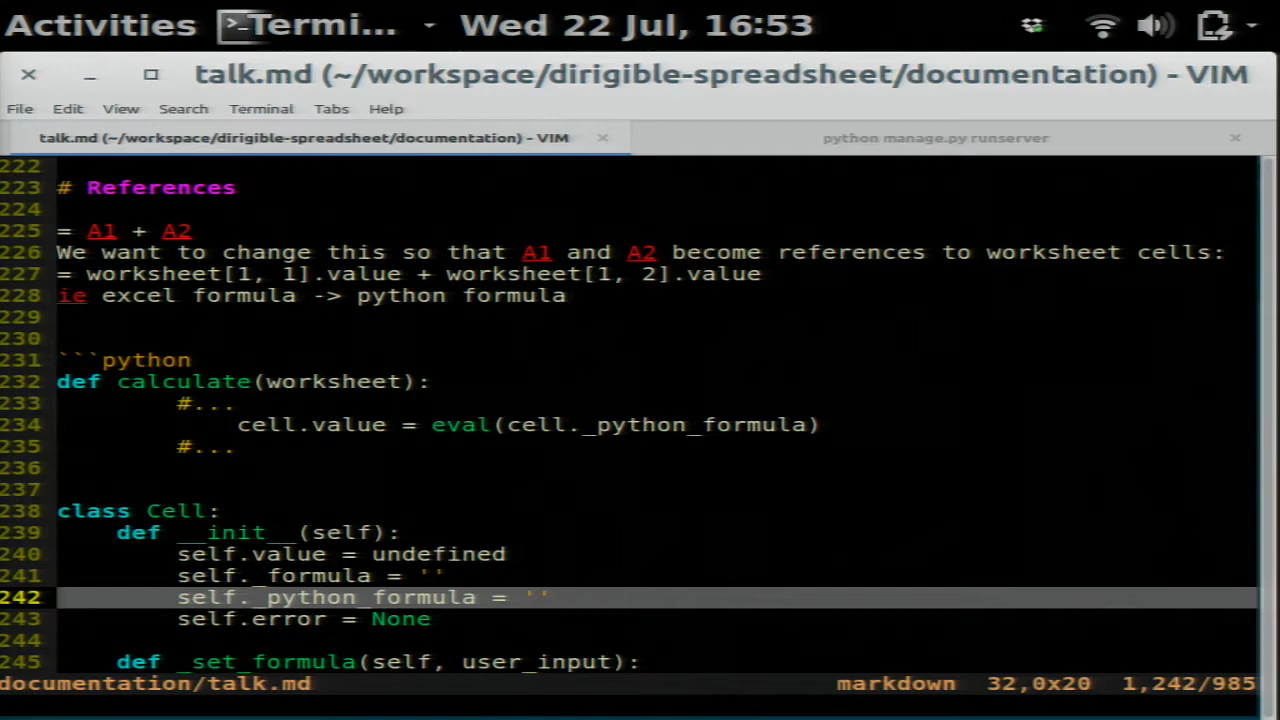 Activities Termi... Wed 22 Jul, 16:53
talk.md (~/workspace/dirigible-spreadsheet/documentation) - VIM
File Edit View Search Terminal Tabs Help
talk.md (~/workspace/dirigible-spreadsheet/documentation) - VIM python manage.py runserver
222
223 # References
224
225 = A1 + A2
226 We want to change this so that A1 and A2 become references to worksheet cells:
227 = worksheet[1, 1].value + worksheet[1, 2].value
228 ie excel formula -> python formula
229
230
231 ```python
232 def calculate(worksheet):
233 #...
234 cell.value = eval(cell._python_formula)
235 #...
236
237
238 class Cell:
239 def __init__(self):
240 self.value = undefined
241 self._formula = ''
242 self._python_formula = ''
243 self.error = None
244
245 def _set_formula(self, user_input):
documentation/talk.md markdown 32,0x20 1,242/985